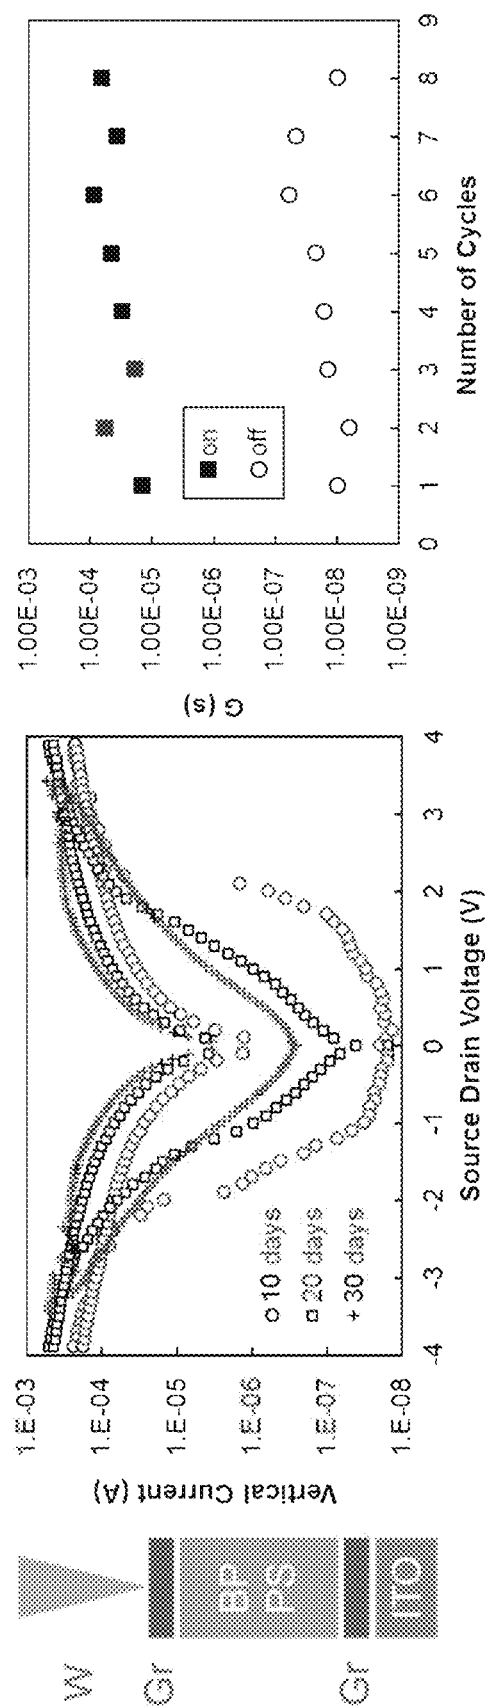 W
Gr
BP
PS
Gr
ITO
Vertical Current (A)
1.E-03
1.E-04
1.E-05
1.E-06
1.E-07
1.E-08
-4
-3
-2
-1
0
1
2
3
4
Source Drain Voltage (V)
10 days
20 days
30 days
G (s)
1.00E-03
1.00E-04
1.00E-05
1.00E-06
1.00E-07
1.00E-08
1.00E-09
0
1
2
3
4
5
6
7
8
9
Number of Cycles
on
off